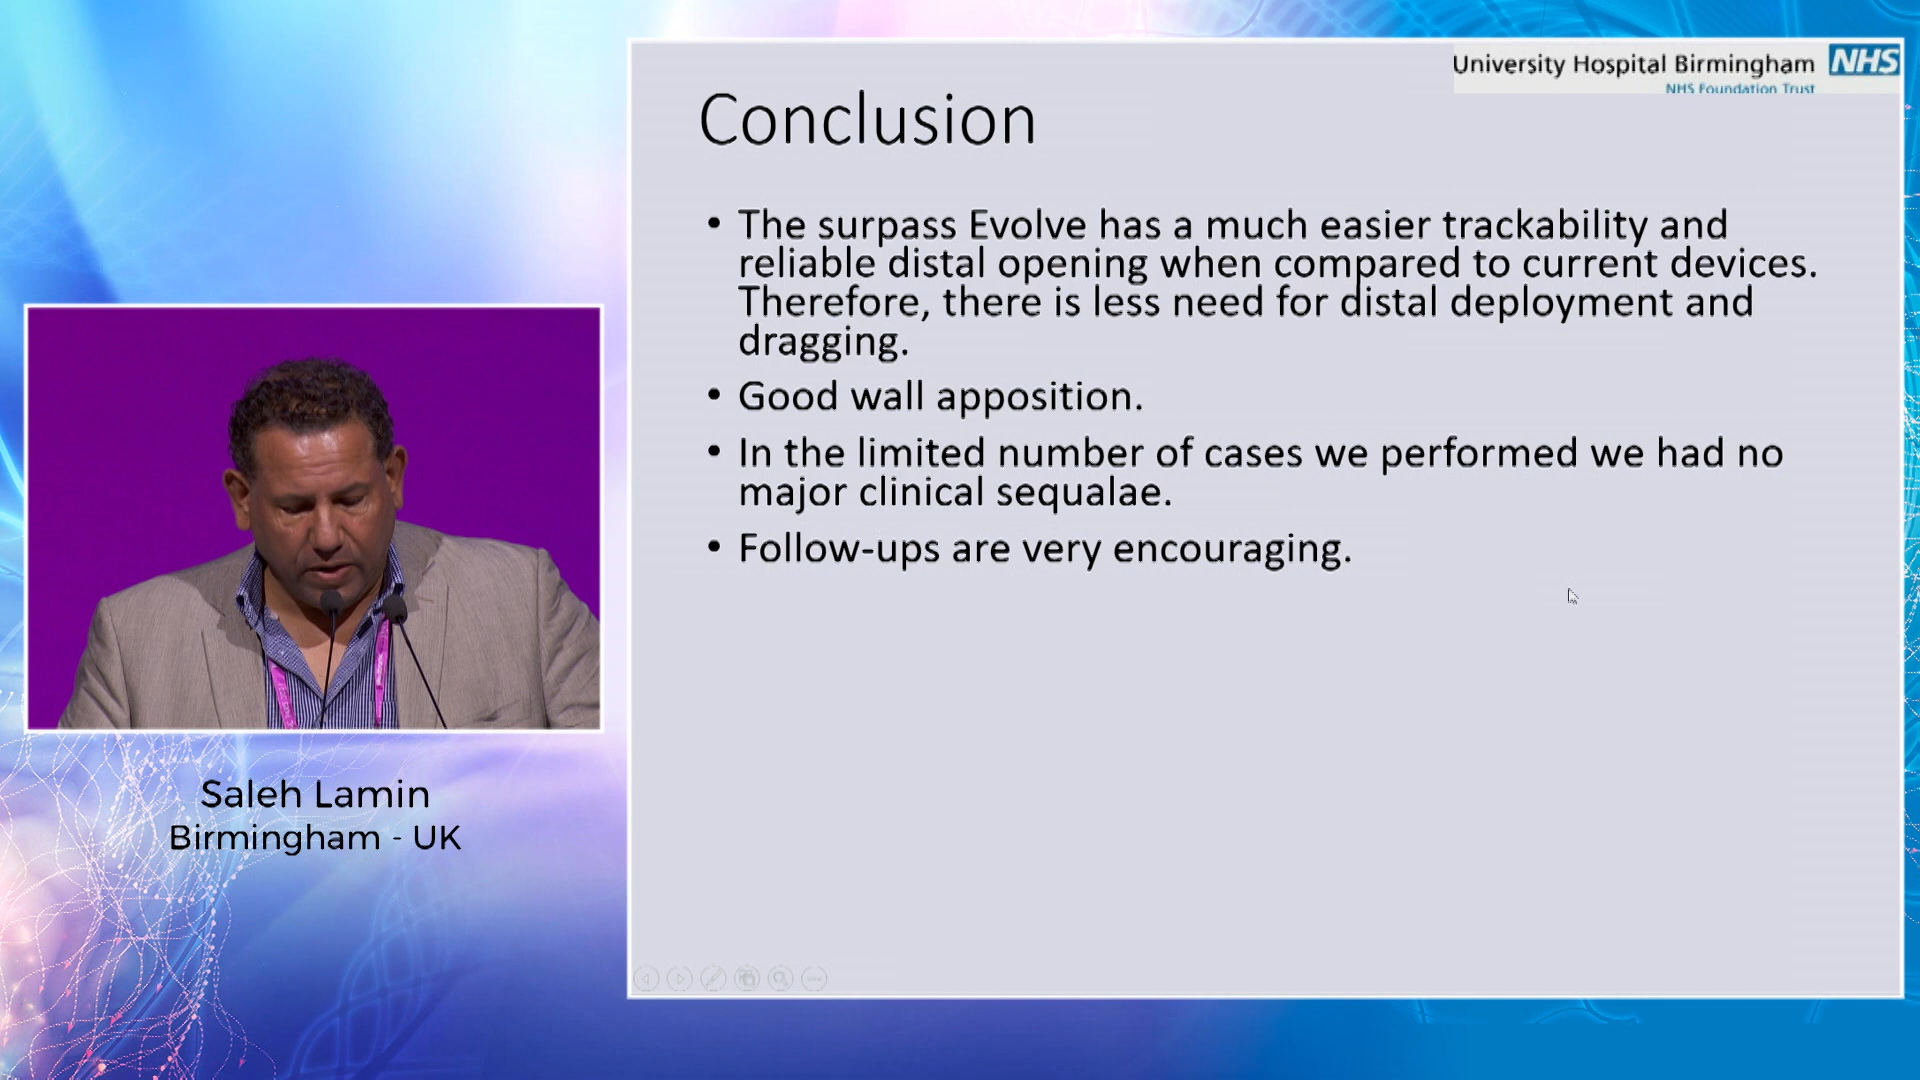 University Hospital Birmingham NHS
NHS Foundation Trust
Conclusion
• The surpass Evolve has a much easier trackability and
reliable distal opening when compared to current devices.
Therefore, there is less need for distal deployment and
dragging.
• Good wall apposition.
• In the limited number of cases we performed we had no
major clinical sequalae.
• Follow-ups are very encouraging.
Saleh Lamin
Birmingham - UK